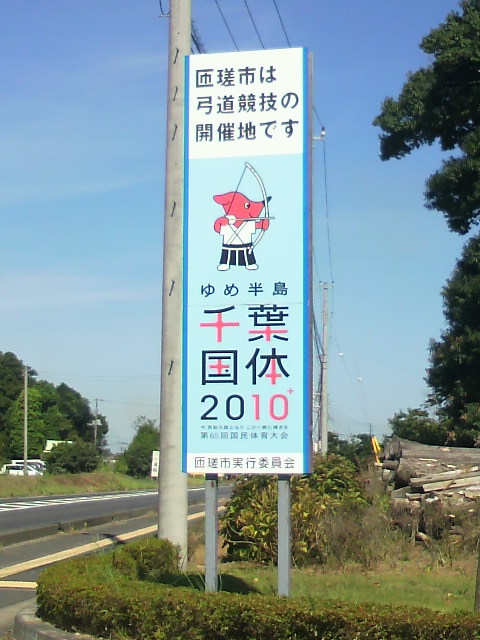 匝瑳市は
弓道競技の
開催地です
ゆめ半島
千葉
国体
2010+
第65回国民体育大会
匝瑳市実行委員会